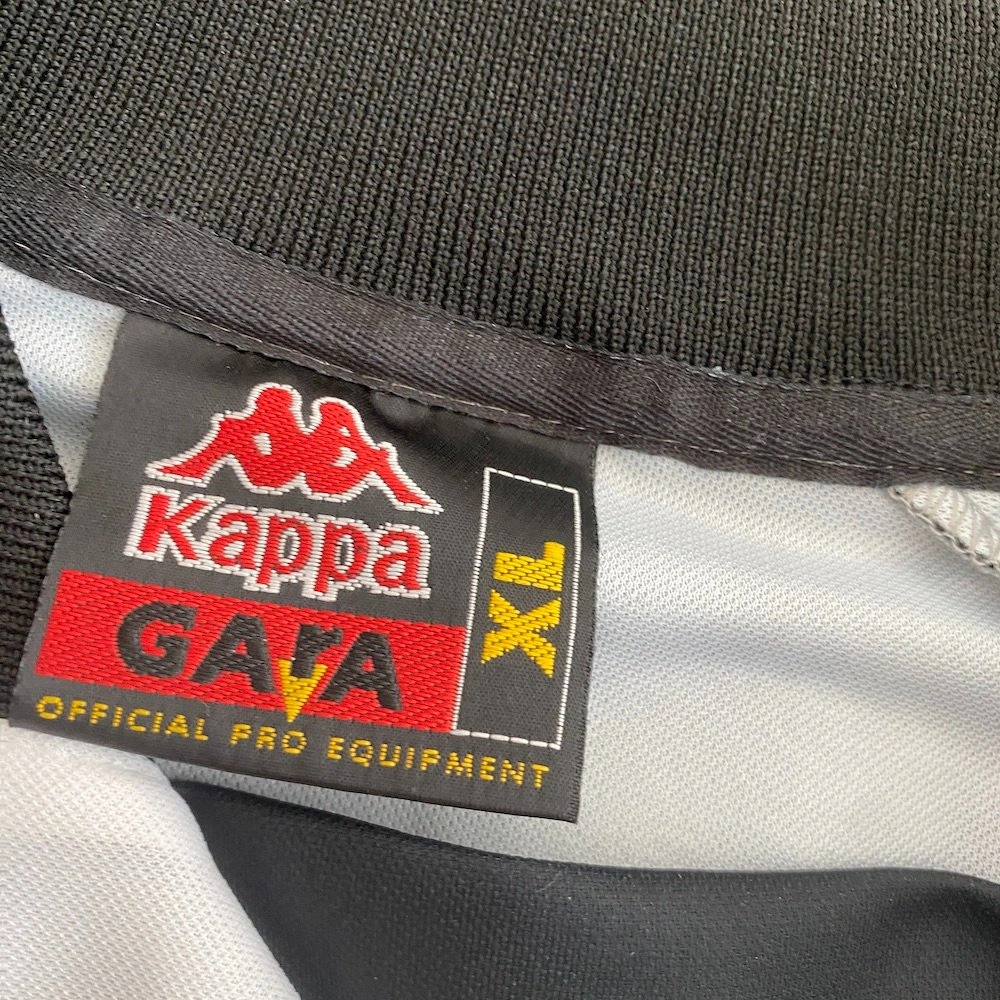 Kappa
GArA
XL
OFFICIAL PRO EQUIPMENT